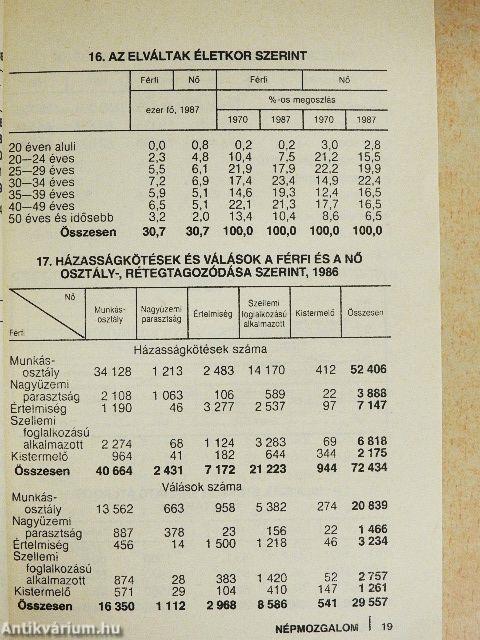 16. AZ ELVÁLTAK ÉLETKOR SZERINT
Férfi Nő Férfi Nő
ezer fő, 1987 %-os megoszlás
1970 1987 1970 1987
20 éven aluli 0,0 0,8 0,2 0,2 3,0 2,8
20—24 éves 2,3 4,8 10,4 7,5 21,2 15,5
25—29 éves 5,5 6,1 21,9 17,9 22,2 19,9
30—34 éves 7,2 6,9 17,4 23,4 14,9 22,4
35—39 éves 5,9 5,1 14,6 19,3 12,4 16,5
40—49 éves 6,5 5,1 22,1 21,3 17,7 16,5
50 éves és idősebb 3,2 2,0 13,4 10,4 8,6 6,5
Összesen 30,7 30,7 100,0 100,0 100,0 100,0
17. HÁZASSÁGKÖTÉSEK ÉS VÁLÁSOK A FÉRFI ÉS A NŐ
OSZTÁLY-, RÉTEGTAGOZÓDÁSA SZERINT, 1986
Nő
Férfi
Munkás-
osztály
Nagyüzemi
parasztság
Értelmiség
Szellemi
foglalkozású
alkalmazott
Kistermelő
Összesen
Házasságkötések száma
Munkás-
osztály 34 128 1 213 2 483 14 170 412 52 406
Nagyüzemi
parasztság 2 108 1 063 106 589 22 3 888
Értelmiség 1 190 46 3 277 2 537 97 7 147
Szellemi
foglalkozású
alkalmazott 2 274 68 1 124 3 283 69 6 818
Kistermelő 964 41 182 644 344 2 175
Összesen 40 664 2 431 7 172 21 223 944 72 434
Válások száma
Munkás-
osztály 13 562 663 958 5 382 274 20 839
Nagyüzemi
parasztság 887 378 23 156 22 1 466
Értelmiség 456 14 1 500 1 218 46 3 234
Szellemi
foglalkozású
alkalmazott 874 28 383 1 420 52 2 757
Kistermelő 571 29 104 410 147 1 261
Összesen 16 350 1 112 2 968 8 586 541 29 557
NÉPMOZGALOM 19
Antikvárium.hu